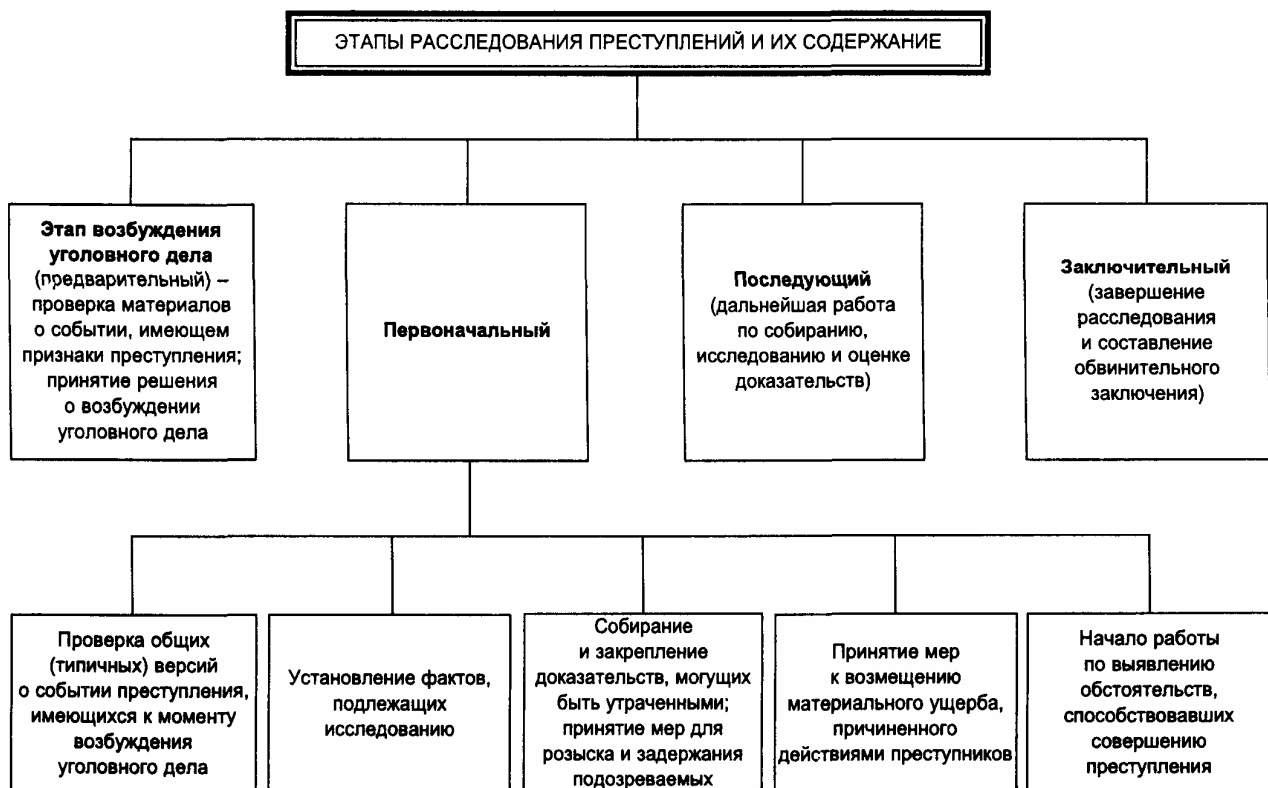 ЭТАПЫ РАССЛЕДОВАНИЯ ПРЕСТУПЛЕНИЙ И ИХ СОДЕРЖАНИЕ
Этап возбуждения
уголовного дела
(предварительный) –
проверка материалов
о событии, имеющем
признаки преступления;
принятие решения
о возбуждении
уголовного дела
Первоначальный
Последующий
(дальнейшая работа
по собиранию,
исследованию и оценке
доказательств)
Заключительный
(завершение
расследования
и составление
обвинительного
заключения)
Проверка общих
(типичных) версий
о событии преступления,
имеющихся к моменту
возбуждения
уголовного дела
Установление фактов,
подлежащих
исследованию
Собирание
и закрепление
доказательств, могущих
быть утраченными;
принятие мер для
розыска и задержания
подозреваемых
Принятие мер
к возмещению
материального ущерба,
причиненного
действиями преступников
Начало работы
по выявлению
обстоятельств,
способствовавших
совершению
преступления